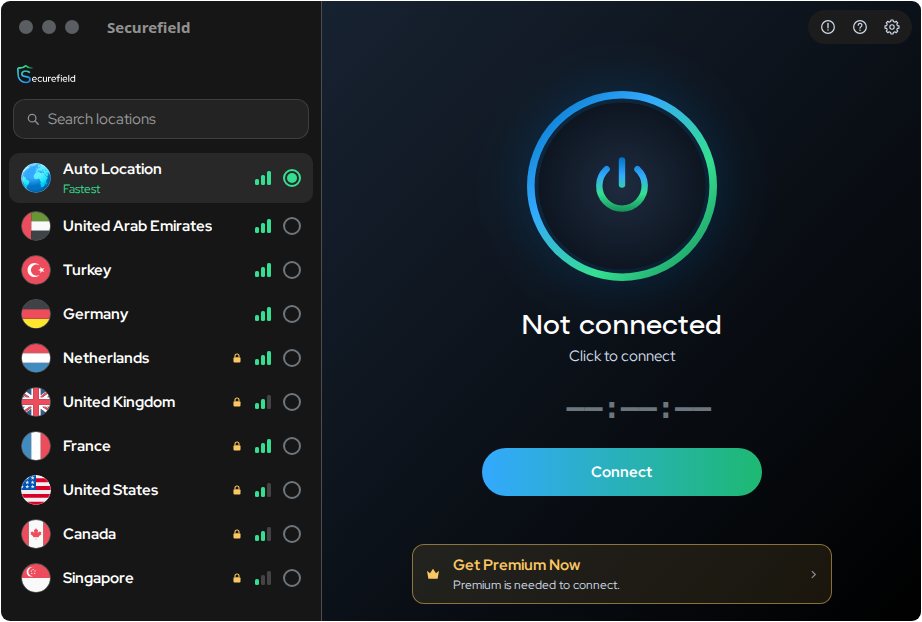 Securefield
Securefield
Search locations
Auto Location
Fastest
United Arab Emirates
Turkey
Germany
Netherlands
United Kingdom
France
United States
Canada
Singapore
Not connected
Click to connect
––:––:––
Connect
Get Premium Now
Premium is needed to connect.